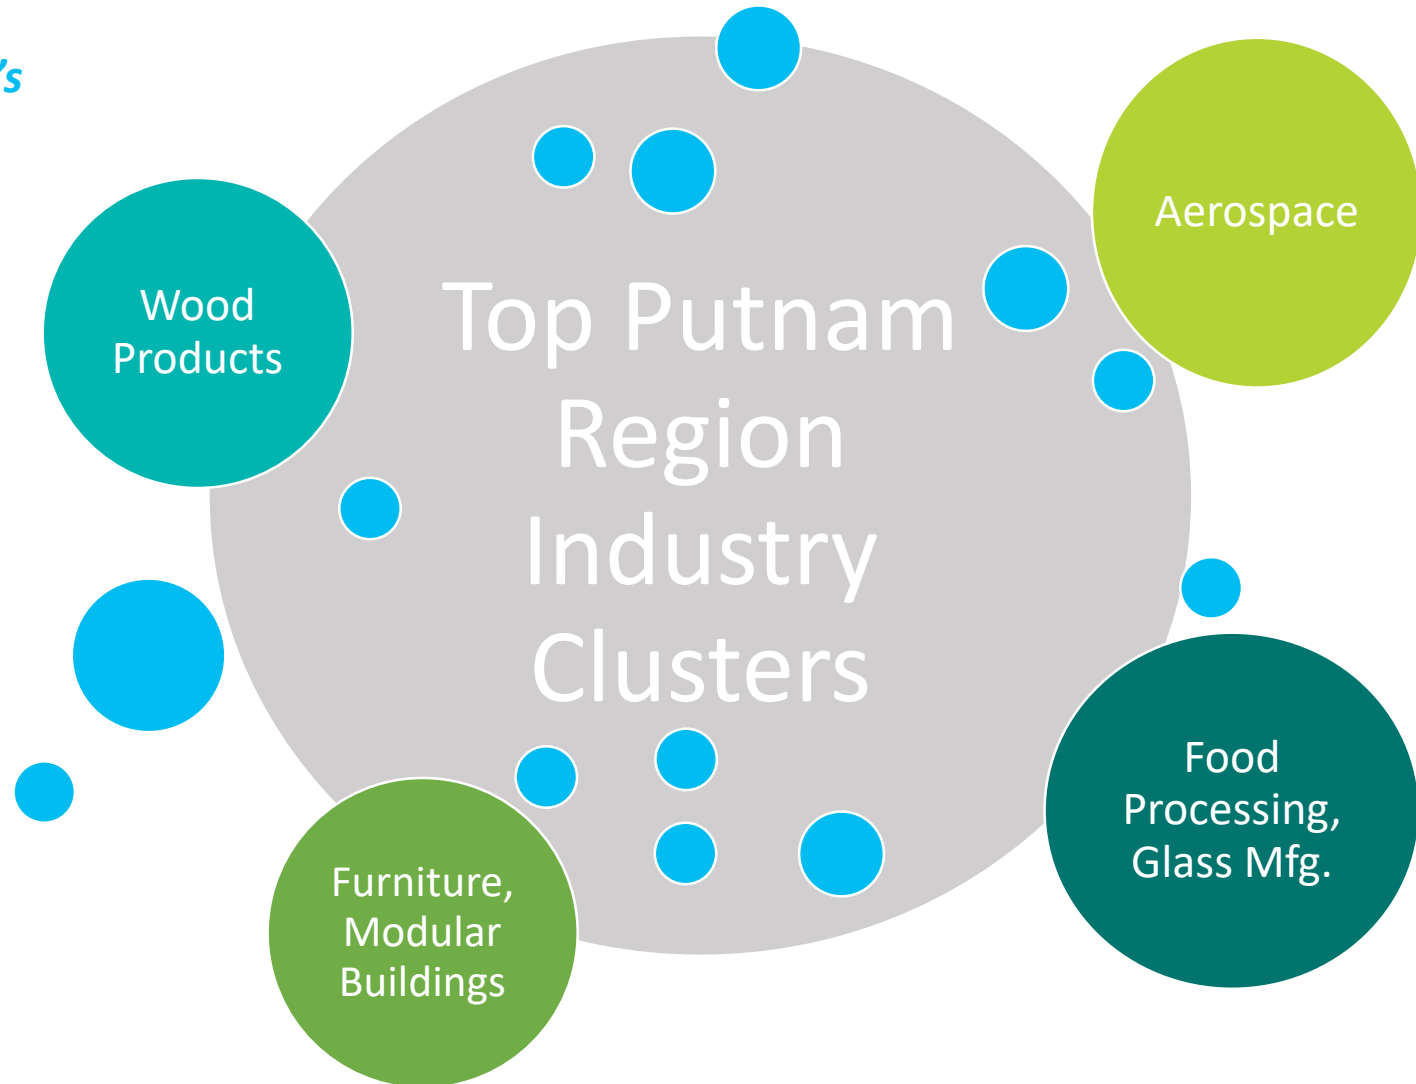 's
Aerospace
Wood
Products
Top Putnam
Region
Industry
Clusters
Food
Processing,
Glass Mfg.
Furniture,
Modular
Buildings